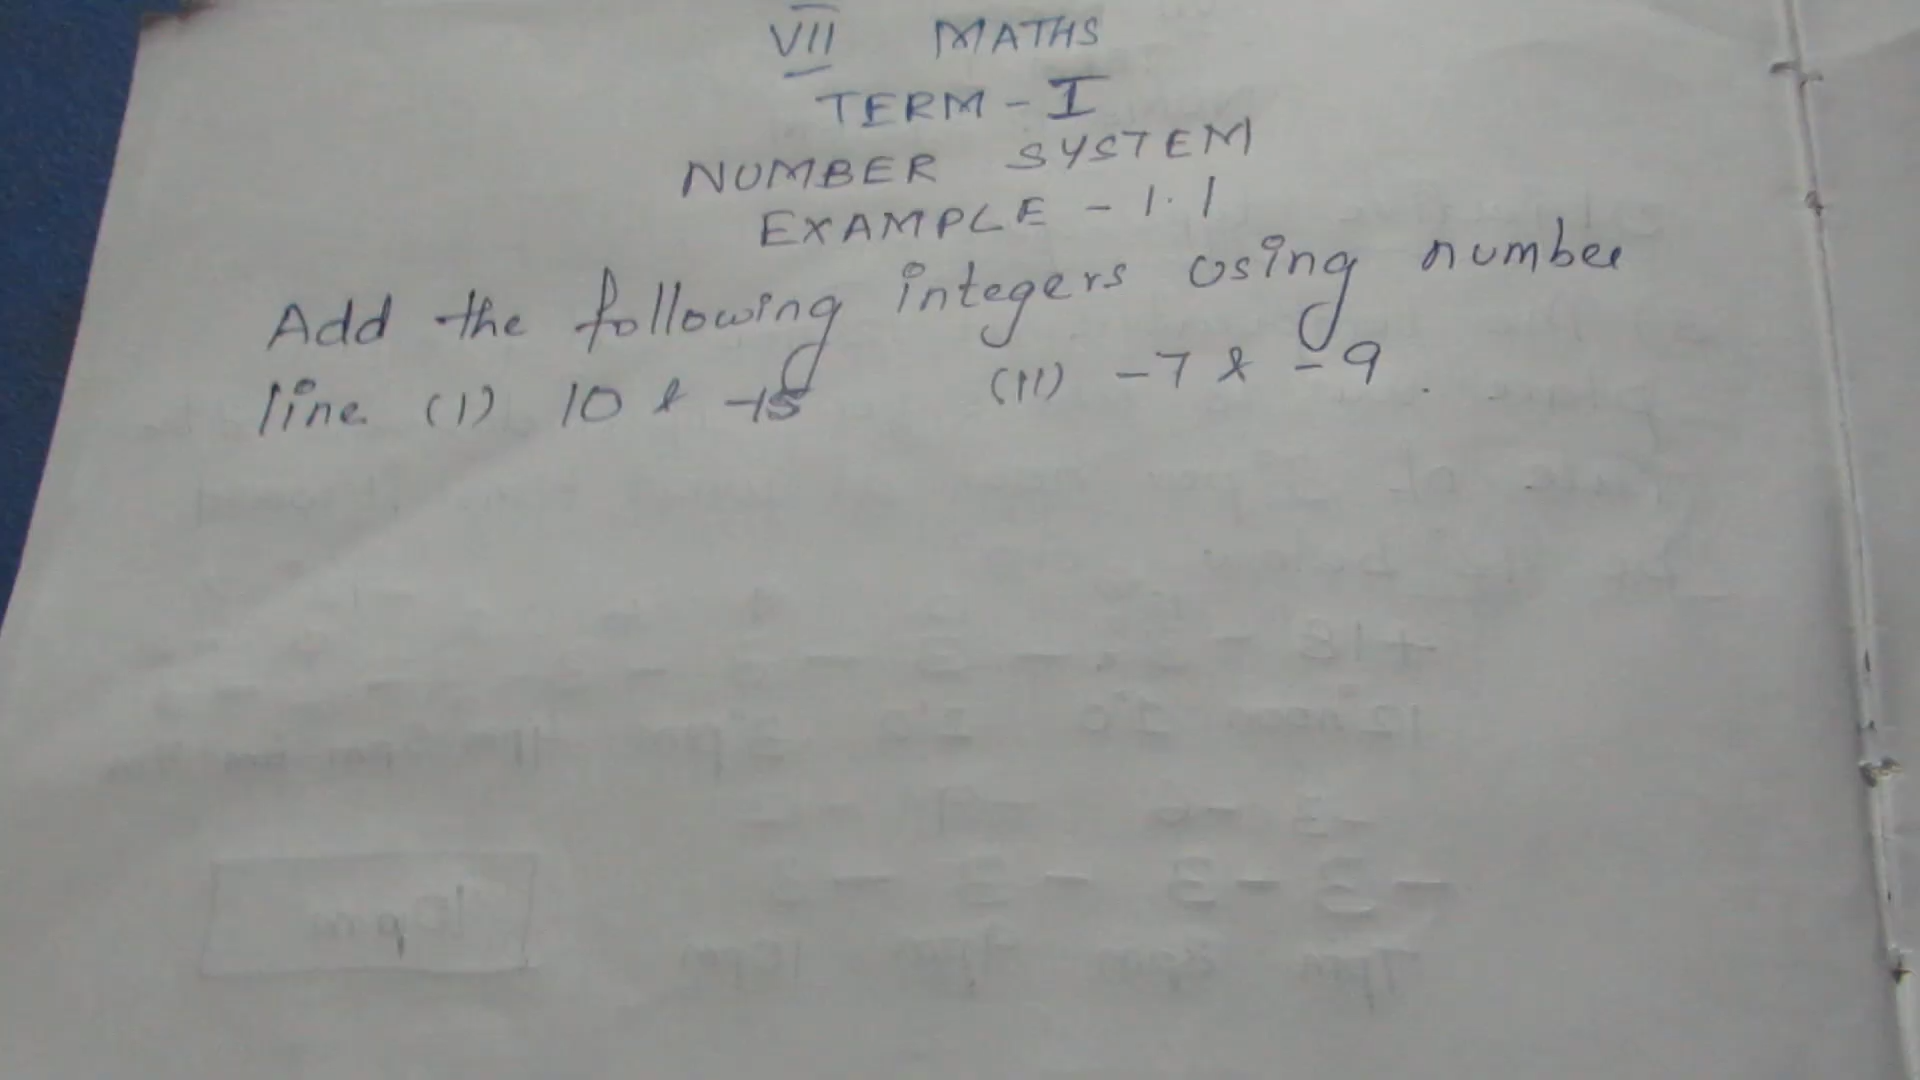 VII MATHS
TERM - I
NUMBER SYSTEM
EXAMPLE - 1.1
Add the following integers using number
line (I) 10 & -15 (II) -7 & -9.